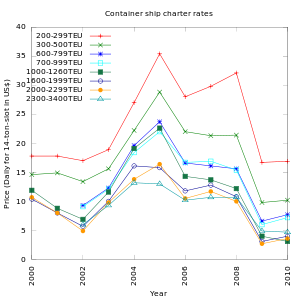 Container ship charter rates
40
35
30
25
20
15
10
5
0
200-299TEU
300-500TEU
600-799TEU
700-999TEU
1000-1260TEU
1600-1999TEU
2000-2299TEU
2300-3400TEU
Price (Daily for 14-ton-slot in US$)
2000
2002
2004
2006
2008
2010
Year